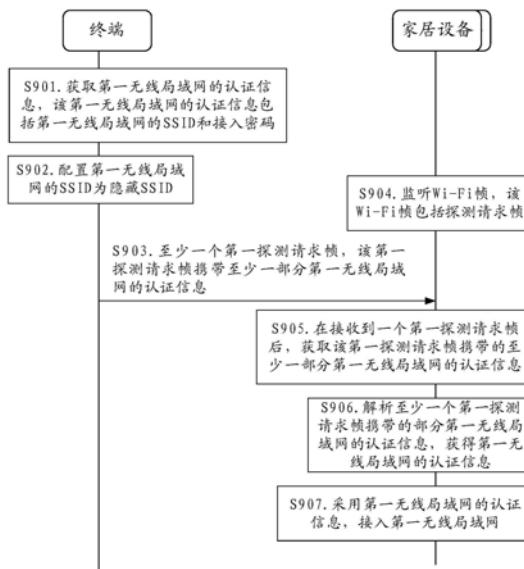 终端
家居设备
S901.获取第一无线局域网的认证信
息，该第一无线局域网的认证信息包
括第一无线局域网的SSID和接入密码
S902.配置第一无线局域
网的SSID为隐藏SSID
S904.监听Wi-Fi帧，该
Wi-Fi帧包括探测请求帧
S903.至少一个第一探测请求帧，该第一
探测请求帧携带至少一部分第一无线局域
网的认证信息
S905.在接收到一个第一探测请求帧
后，获取该第一探测请求帧携带的至
少一部分第一无线局域网的认证信息
S906.解析至少一个第一探测
请求帧携带的部分第一无线局
域网的认证信息，获得第一无
线局域网的认证信息
S907.采用第一无线局域网的认证
信息，接入第一无线局域网